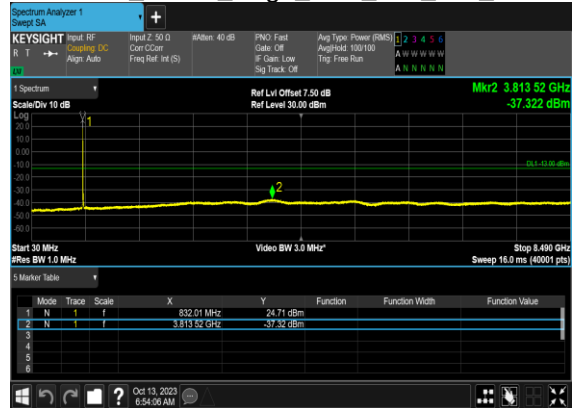 Spectrum Analyzer 1
Swept SA
+
KEYSIGHT Input: RF Input Z: 50 Ω #Atten: 40 dB PNO: Fast Avg Type: Power (RMS) 1 2 3 4 5 6
R T Coupling: DC Corr CCorr Gate: Off Avg|Hold: 100/100 A W W W W W
Align: Auto Freq Ref: Int (S) IF Gain: Low Trig: Free Run
Sig Track: Off A N N N N N
1 Spectrum Ref Lvl Offset 7.50 dB Mkr2 3.813 52 GHz
Scale/Div 10 dB Ref Level 30.00 dBm -37.322 dBm
Log
20.0
10.0
0.00
-10.0
-20.0
-30.0
-40.0
-50.0
-60.0
1
2
DL1 -13.00 dBm
Start 30 MHz Video BW 3.0 MHz* Stop 8.490 GHz
#Res BW 1.0 MHz Sweep 16.0 ms (40001 pts)
5 Marker Table
Mode Trace Scale X Y Function Function Width Function Value
1 N 1 f 832.01 MHz 24.71 dBm
2 N 1 f 3.813 52 GHz -37.32 dBm
3
4
5
6
? Oct 13, 2023
6:54:06 AM